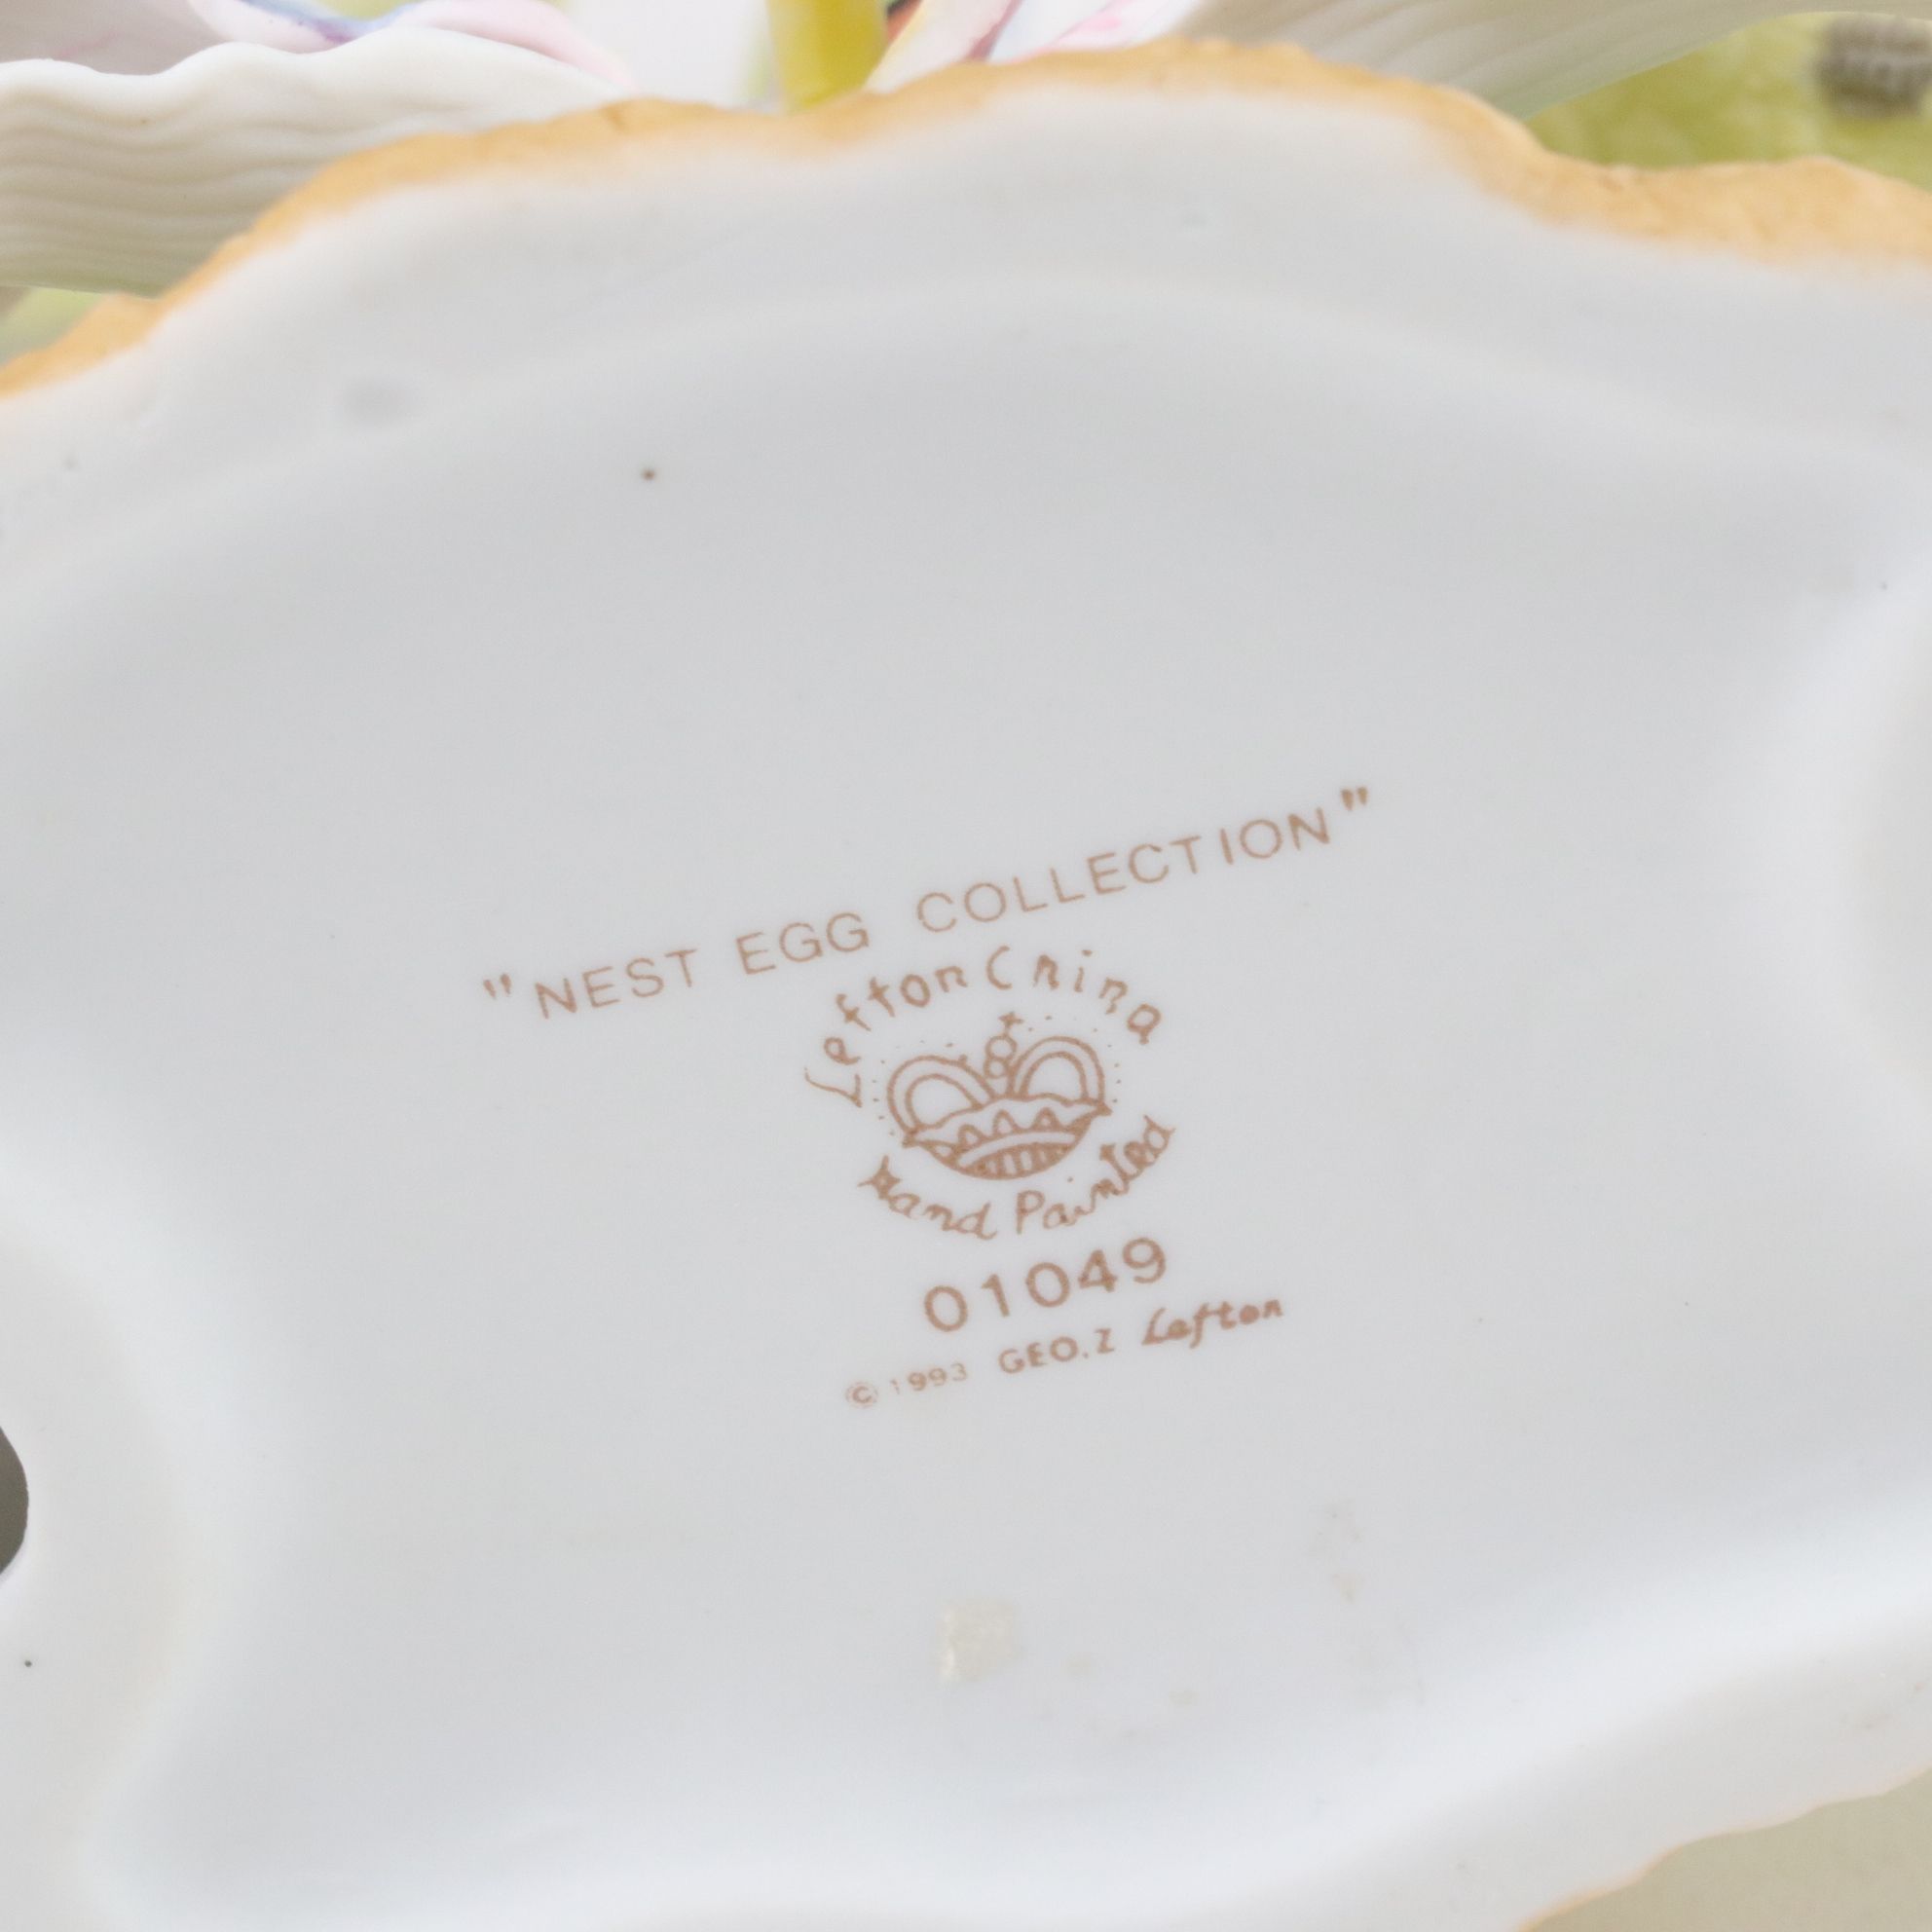 "NEST EGG COLLECTION"
Lefton China
Hand Painted
01049
© 1993 GEO.Z Lefton